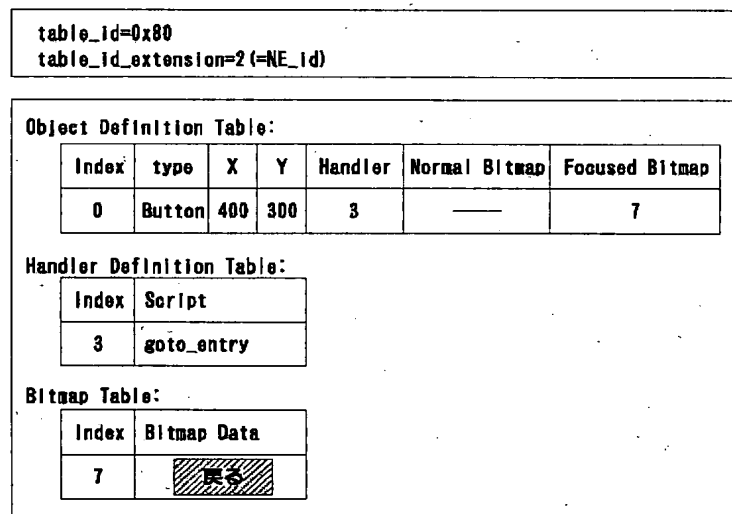 table_id=0x80
table_id_extension=2(=NE_id)
Object Definition Table:
Index type X Y Handler Normal Bitmap Focused Bitmap
0 Button 400 300 3 —— 7
Handler Definition Table:
Index Script
3 goto_entry
Bitmap Table:
Index Bitmap Data
7 戻る